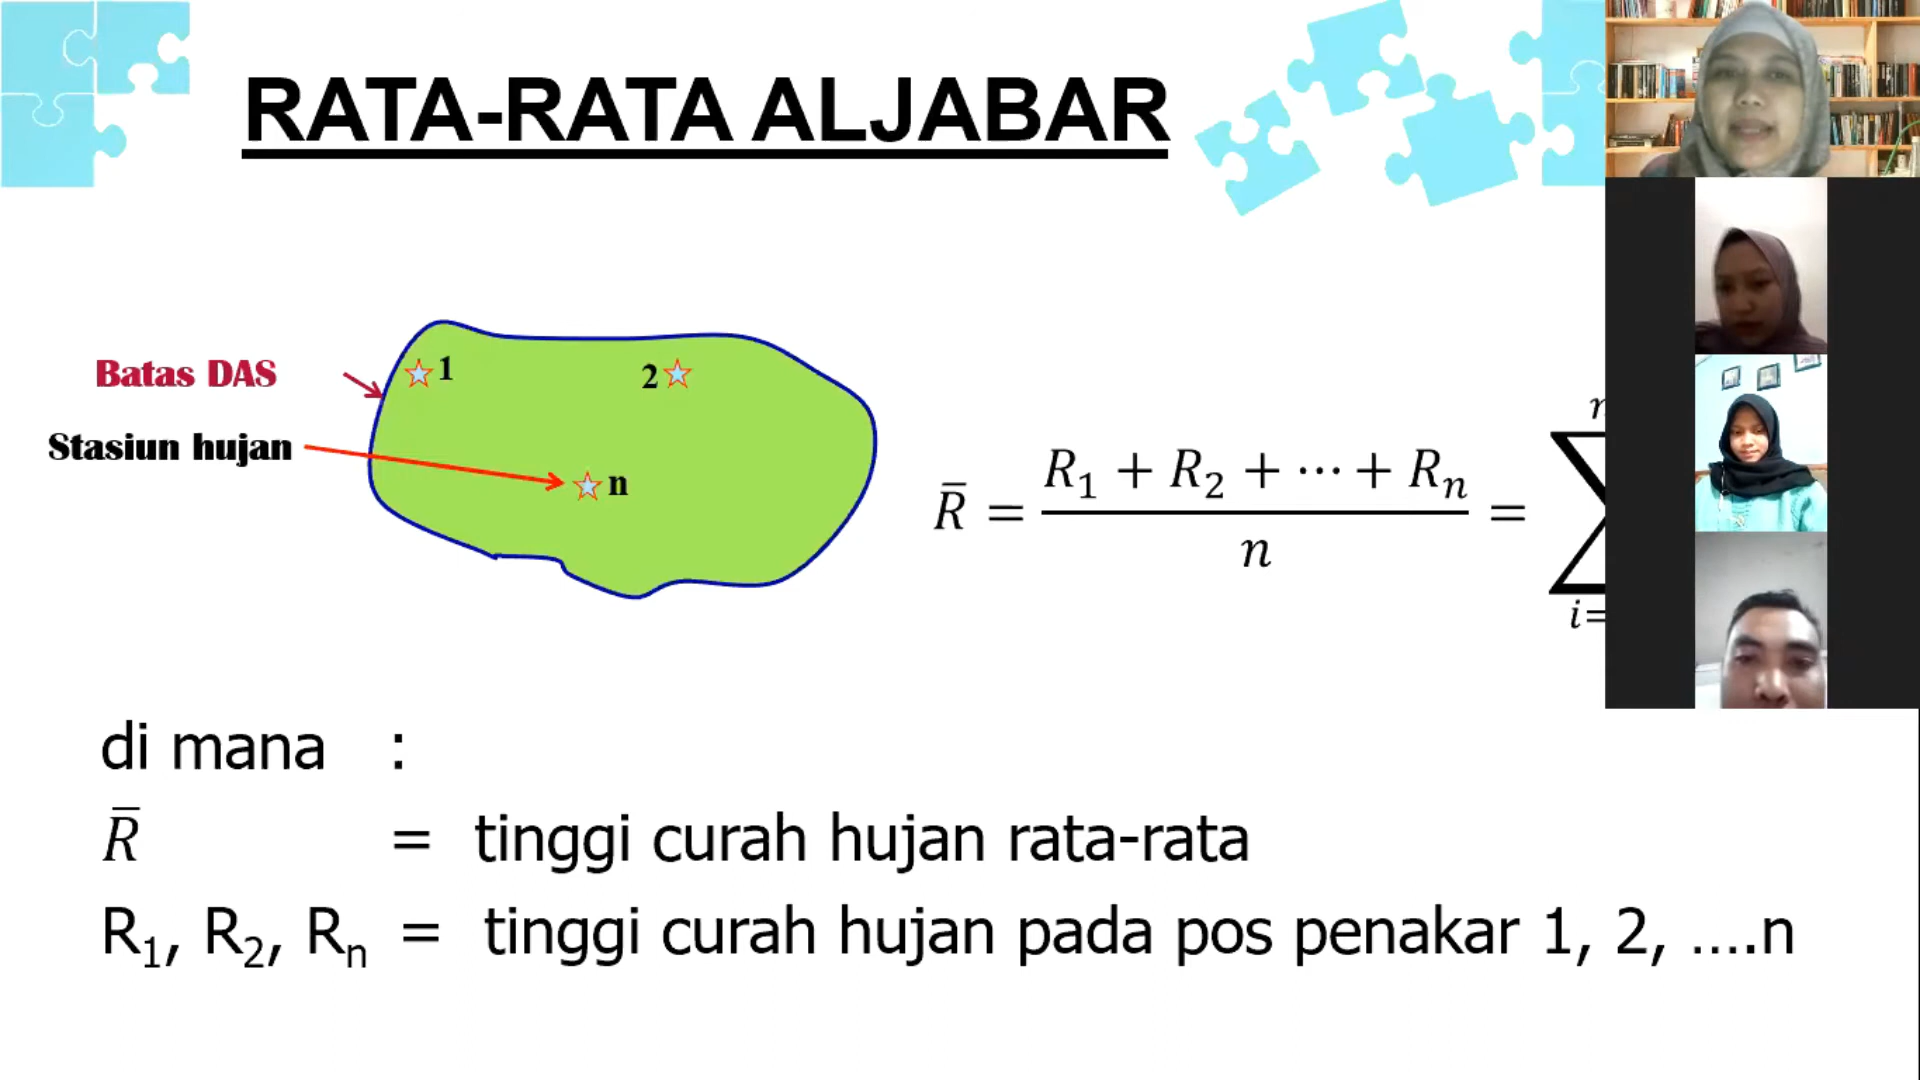 RATA-RATA ALJABAR
Batas DAS
1
2
Stasiun hujan
n
R̅ = (R₁ + R₂ + ⋯ + Rₙ) / n =
i=
di mana :
R̅ = tinggi curah hujan rata-rata
R₁, R₂, Rₙ = tinggi curah hujan pada pos penakar 1, 2, ….n